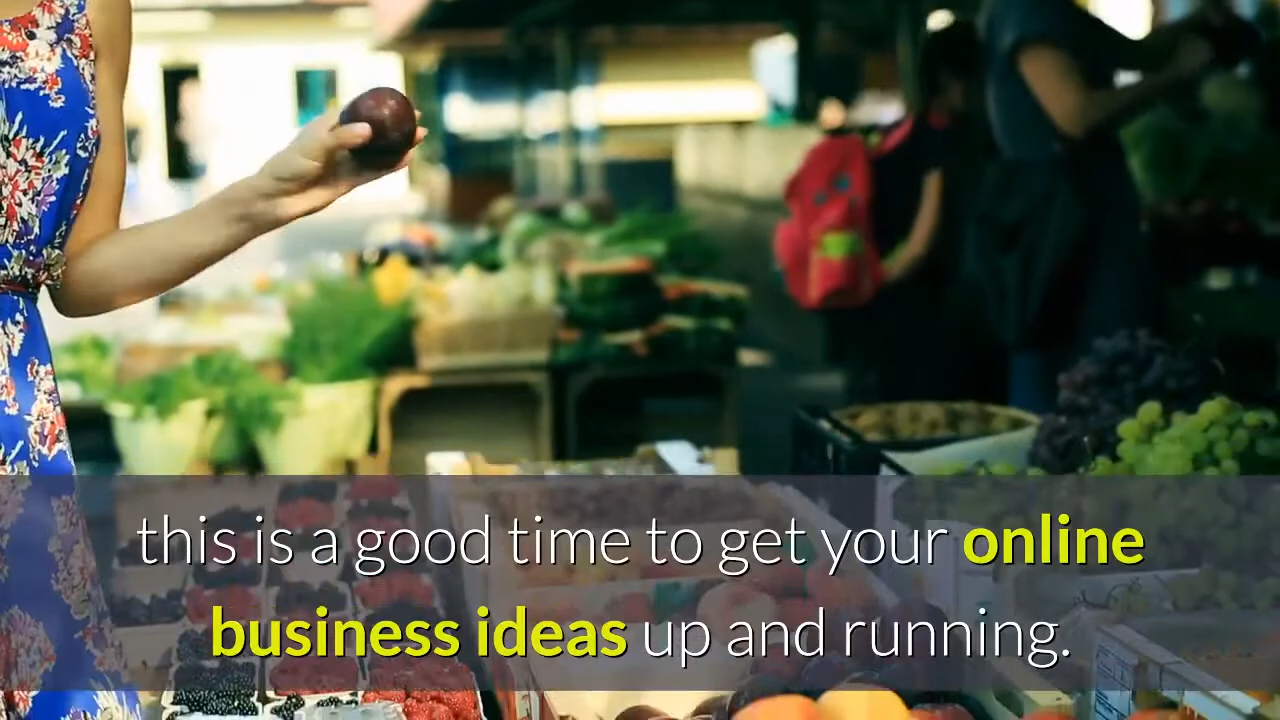 this is a good time to get your online
business ideas up and running.